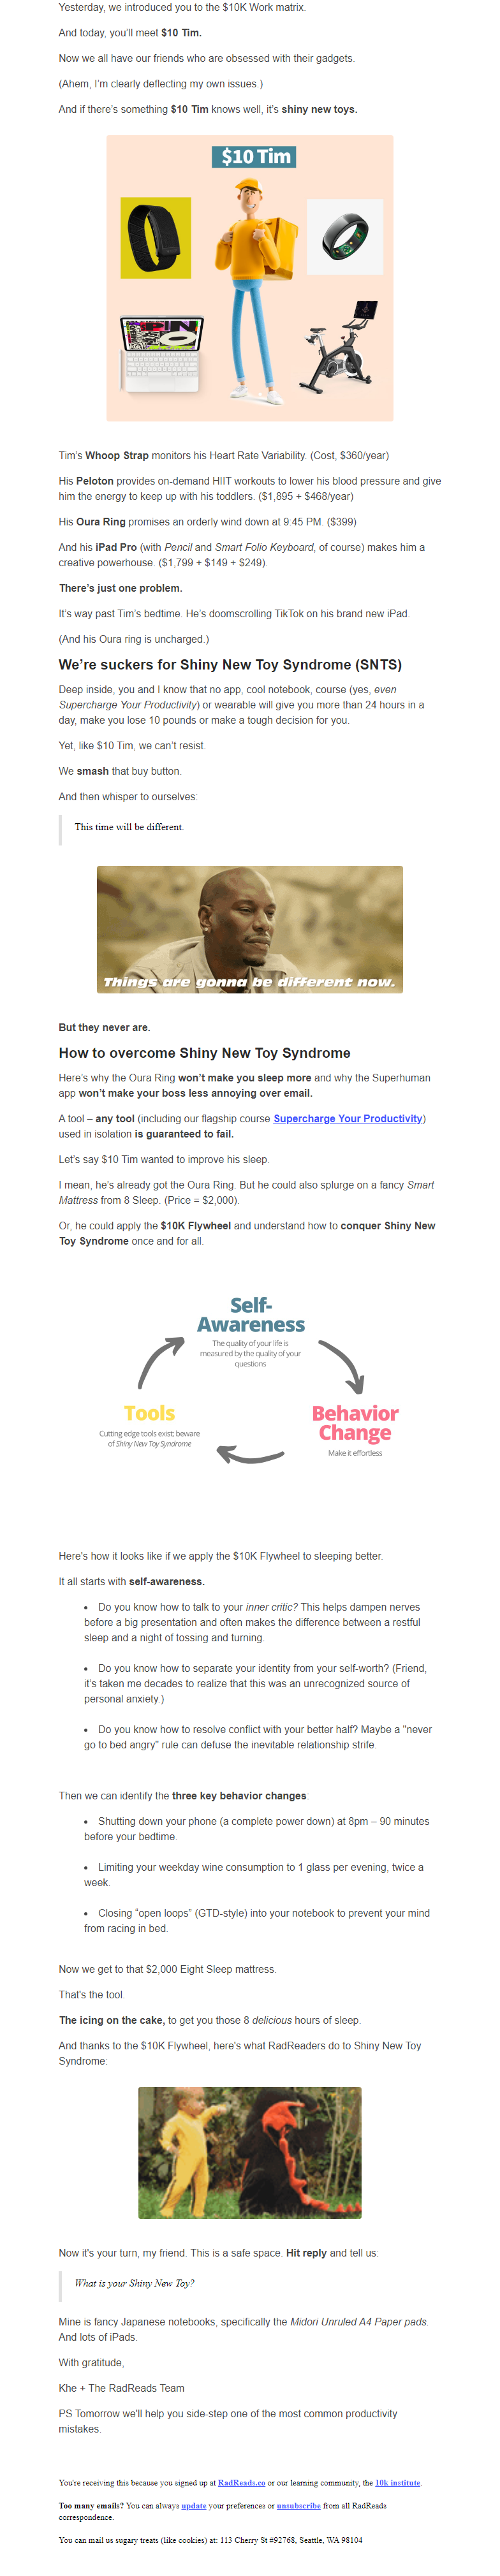 Yesterday, we introduced you to the $10K Work matrix.
And today, you'll meet $10 Tim.
Now we all have our friends who are obsessed with their gadgets.
(Ahem, I'm clearly deflecting my own issues.)
And if there's something $10 Tim knows well, it's shiny new toys.
$10 Tim
Tim's Whoop Strap monitors his Heart Rate Variability. (Cost, $360/year)
His Peloton provides on-demand HIIT workouts to lower his blood pressure and give
him the energy to keep up with his toddlers. ($1,895 + $468/year)
His Oura Ring promises an orderly wind down at 9:45 PM. ($399)
And his iPad Pro (with Pencil and Smart Folio Keyboard, of course) makes him a
creative powerhouse. ($1,799 + $149 + $249).
There's just one problem.
It's way past Tim's bedtime. He's doomscrolling TikTok on his brand new iPad.
(And his Oura ring is uncharged.)
We're suckers for Shiny New Toy Syndrome (SNTS)
Deep inside, you and I know that no app, cool notebook, course (yes, even
Supercharge Your Productivity) or wearable will give you more than 24 hours in a
day, make you lose 10 pounds or make a tough decision for you.
Yet, like $10 Tim, we can't resist.
We smash that buy button.
And then whisper to ourselves:
This time will be different.
Things are gonna be different now.
But they never are.
How to overcome Shiny New Toy Syndrome
Here's why the Oura Ring won't make you sleep more and why the Superhuman
app won't make your boss less annoying over email.
A tool – any tool (including our flagship course Supercharge Your Productivity)
used in isolation is guaranteed to fail.
Let's say $10 Tim wanted to improve his sleep.
I mean, he's already got the Oura Ring. But he could also splurge on a fancy Smart
Mattress from 8 Sleep. (Price = $2,000).
Or, he could apply the $10K Flywheel and understand how to conquer Shiny New
Toy Syndrome once and for all.
Self-
Awareness
The quality of your life is
measured by the quality of your
questions
Tools
Cutting edge tools exist; beware
of Shiny New Toy Syndrome
Behavior
Change
Make it effortless
Here's how it looks like if we apply the $10K Flywheel to sleeping better.
It all starts with self-awareness.
• Do you know how to talk to your inner critic? This helps dampen nerves
before a big presentation and often makes the difference between a restful
sleep and a night of tossing and turning.
• Do you know how to separate your identity from your self-worth? (Friend,
it's taken me decades to realize that this was an unrecognized source of
personal anxiety.)
• Do you know how to resolve conflict with your better half? Maybe a "never
go to bed angry" rule can defuse the inevitable relationship strife.
Then we can identify the three key behavior changes:
• Shutting down your phone (a complete power down) at 8pm – 90 minutes
before your bedtime.
• Limiting your weekday wine consumption to 1 glass per evening, twice a
week.
• Closing "open loops" (GTD-style) into your notebook to prevent your mind
from racing in bed.
Now we get to that $2,000 Eight Sleep mattress.
That's the tool.
The icing on the cake, to get you those 8 delicious hours of sleep.
And thanks to the $10K Flywheel, here's what RadReaders do to Shiny New Toy
Syndrome:
Now it's your turn, my friend. This is a safe space. Hit reply and tell us:
What is your Shiny New Toy?
Mine is fancy Japanese notebooks, specifically the Midori Unruled A4 Paper pads.
And lots of iPads.
With gratitude,
Khe + The RadReads Team
PS Tomorrow we'll help you side-step one of the most common productivity
mistakes.
You're receiving this because you signed up at RadReads.co or our learning community, the 10k institute.
Too many emails? You can always update your preferences or unsubscribe from all RadReads
correspondence.
You can mail us sugary treats (like cookies) at: 113 Cherry St #92768, Seattle, WA 98104